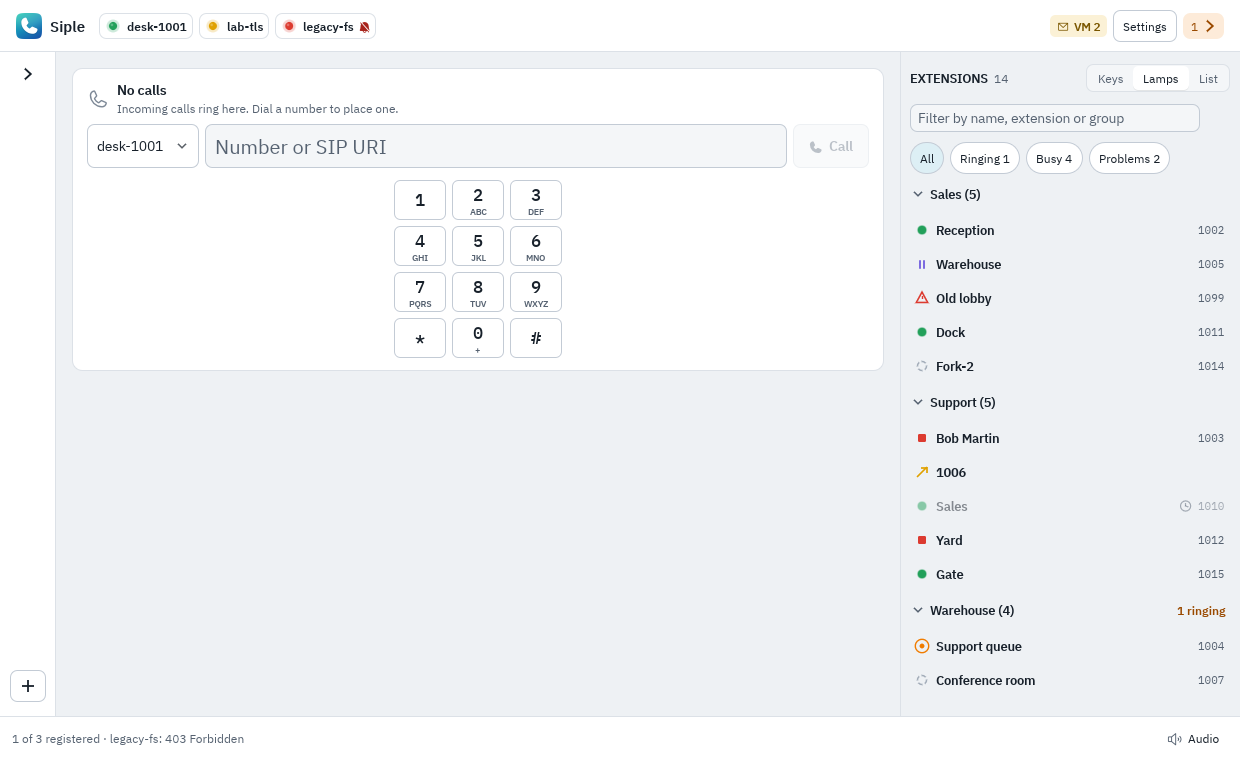 Siple
desk-1001
lab-tls
legacy-fs
VM 2
Settings
1
No calls
Incoming calls ring here. Dial a number to place one.
desk-1001
Number or SIP URI
Call
1
2
ABC
3
DEF
4
GHI
5
JKL
6
MNO
7
PQRS
8
TUV
9
WXYZ
*
0
+
#
EXTENSIONS 14
Keys
Lamps
List
Filter by name, extension or group
All
Ringing 1
Busy 4
Problems 2
Sales (5)
Reception 1002
Warehouse 1005
Old lobby 1099
Dock 1011
Fork-2 1014
Support (5)
Bob Martin 1003
1006
Sales 1010
Yard 1012
Gate 1015
Warehouse (4) 1 ringing
Support queue 1004
Conference room 1007
1 of 3 registered · legacy-fs: 403 Forbidden
Audio